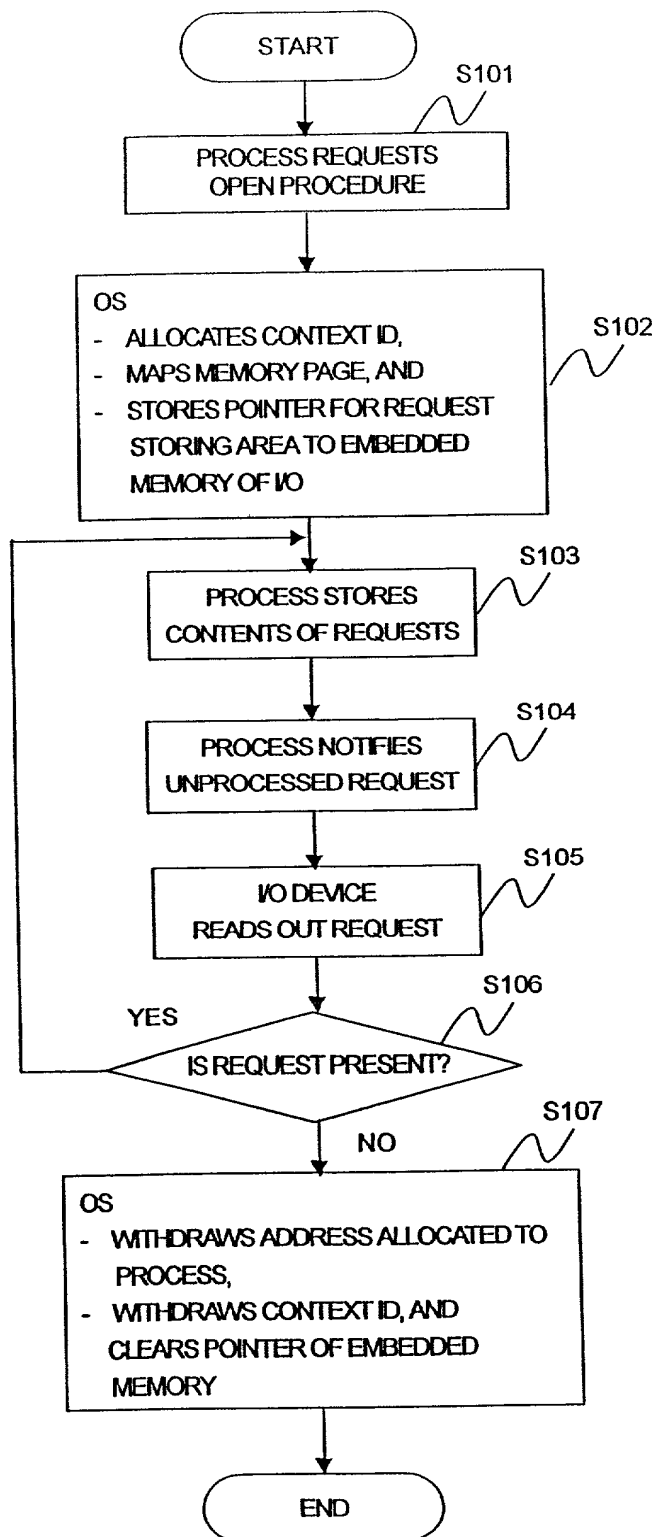 START
S101
PROCESS REQUESTS
OPEN PROCEDURE
OS
S102
- ALLOCATES CONTEXT ID,
- MAPS MEMORY PAGE, AND
- STORES POINTER FOR REQUEST
STORING AREA TO EMBEDDED
MEMORY OF I/O
S103
PROCESS STORES
CONTENTS OF REQUESTS
S104
PROCESS NOTIFIES
UNPROCESSED REQUEST
S105
I/O DEVICE
READS OUT REQUEST
S106
YES
IS REQUEST PRESENT?
NO
S107
OS
- WITHDRAWS ADDRESS ALLOCATED TO
PROCESS,
- WITHDRAWS CONTEXT ID, AND
CLEARS POINTER OF EMBEDDED
MEMORY
END